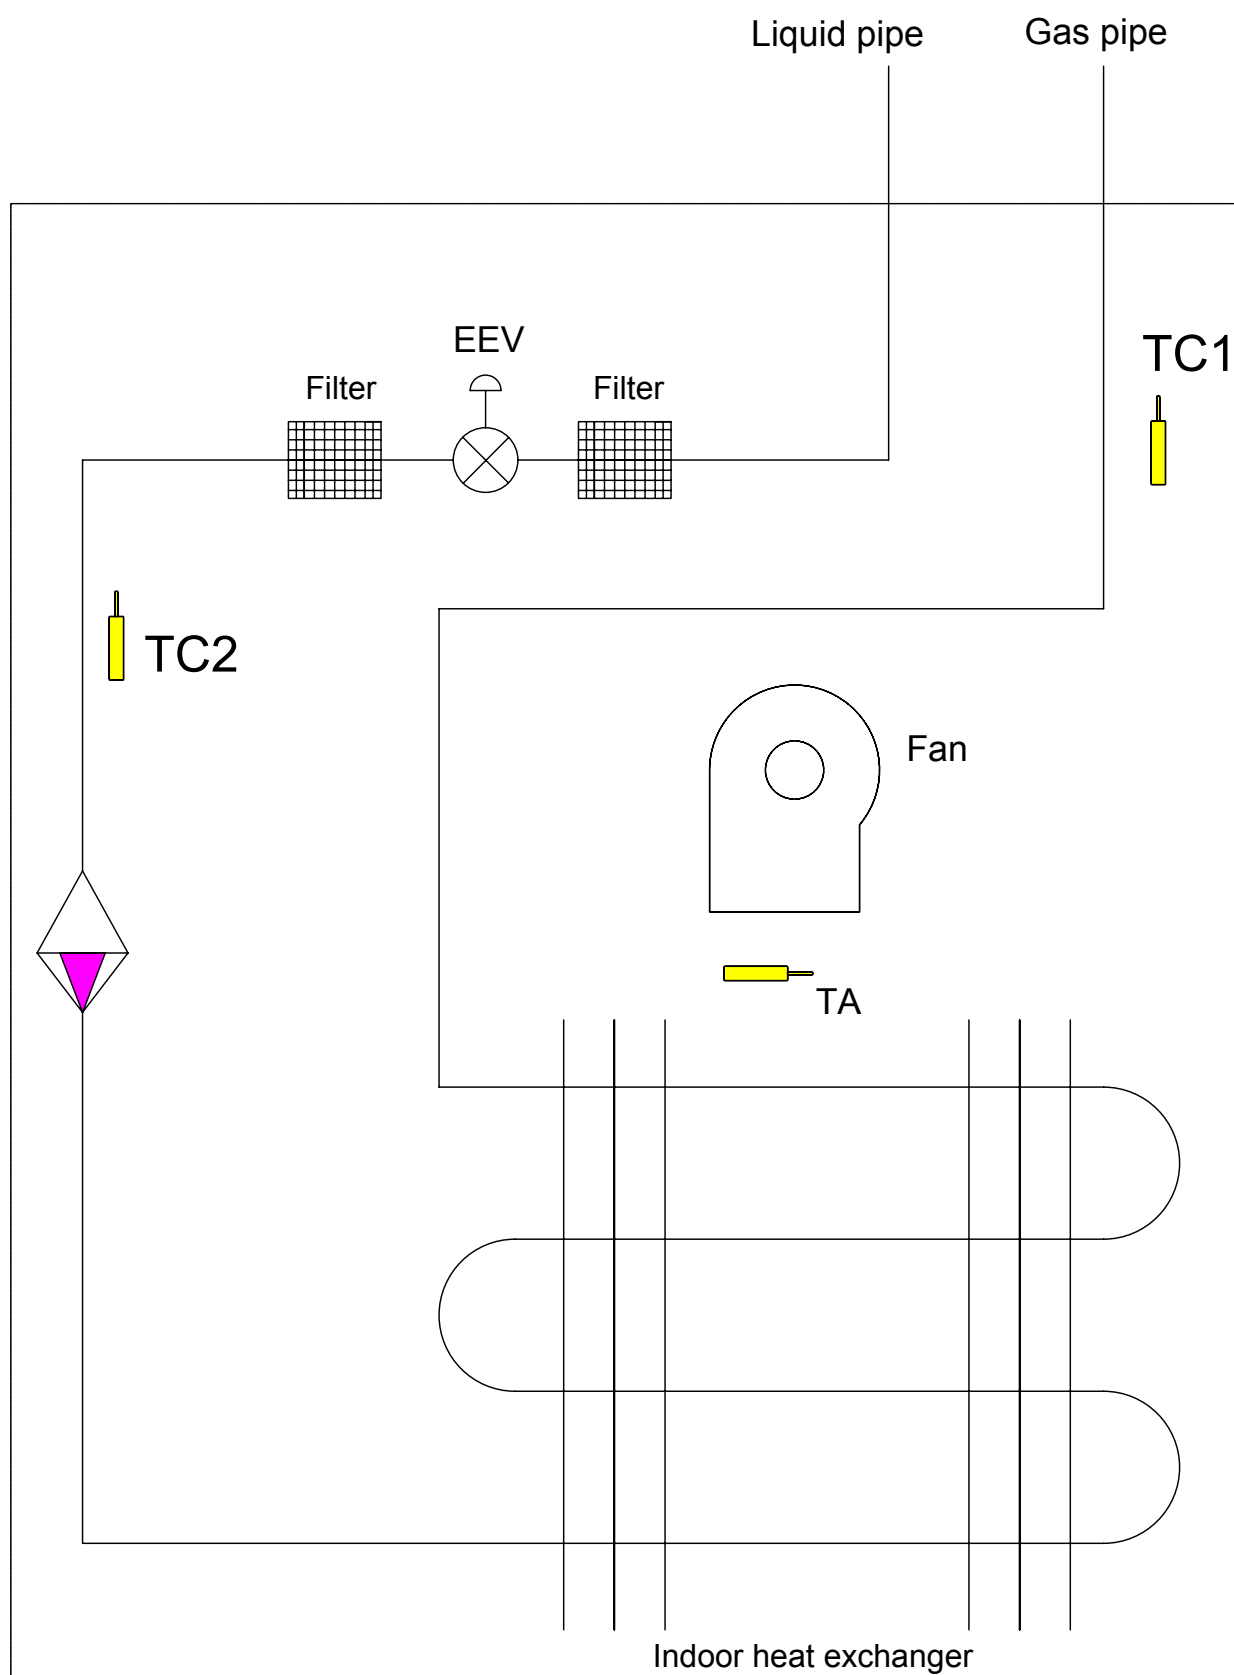 Liquid pipe
Gas pipe
EEV
TC1
Filter
Filter
TC2
Fan
TA
Indoor heat exchanger